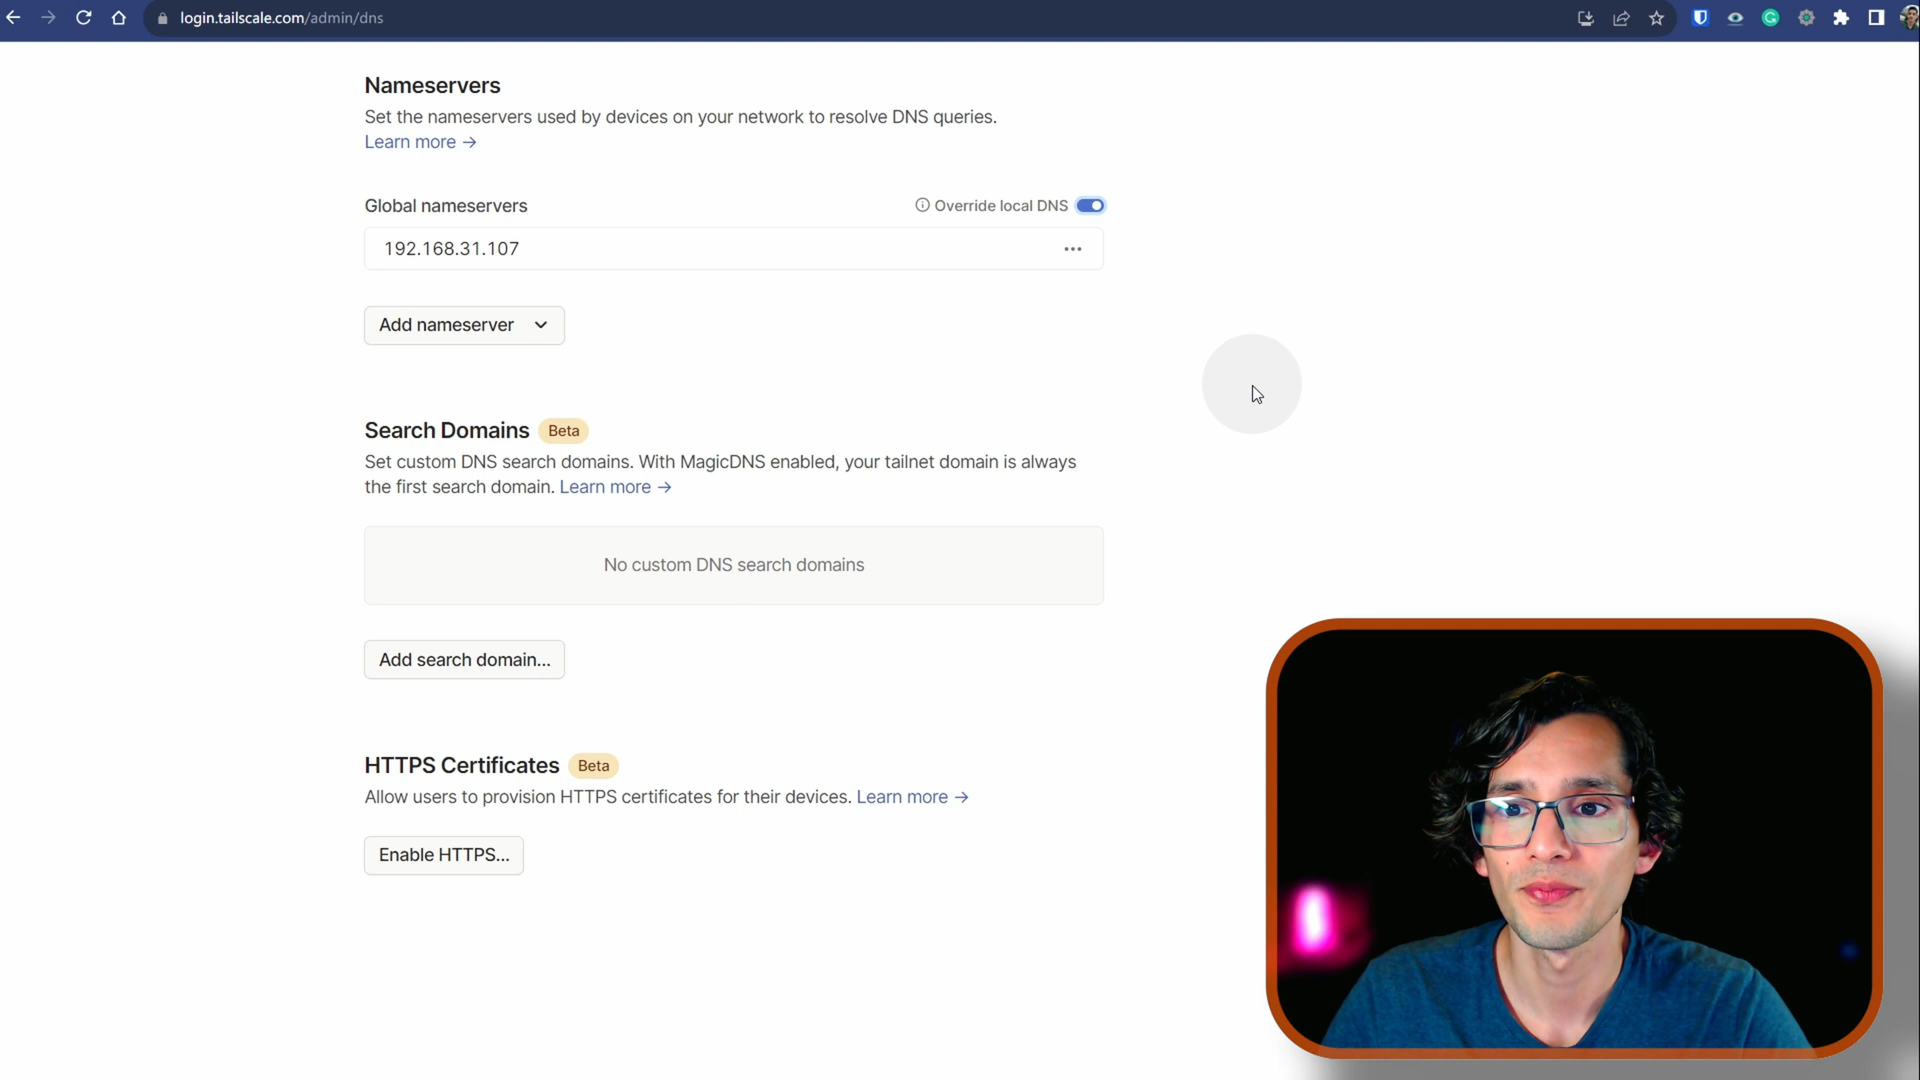 login.tailscale.com/admin/dns
Nameservers
Set the nameservers used by devices on your network to resolve DNS queries.
Learn more →
Global nameservers
Override local DNS
192.168.31.107
Add nameserver
Search Domains Beta
Set custom DNS search domains. With MagicDNS enabled, your tailnet domain is always
the first search domain. Learn more →
No custom DNS search domains
Add search domain...
HTTPS Certificates Beta
Allow users to provision HTTPS certificates for their devices. Learn more →
Enable HTTPS...